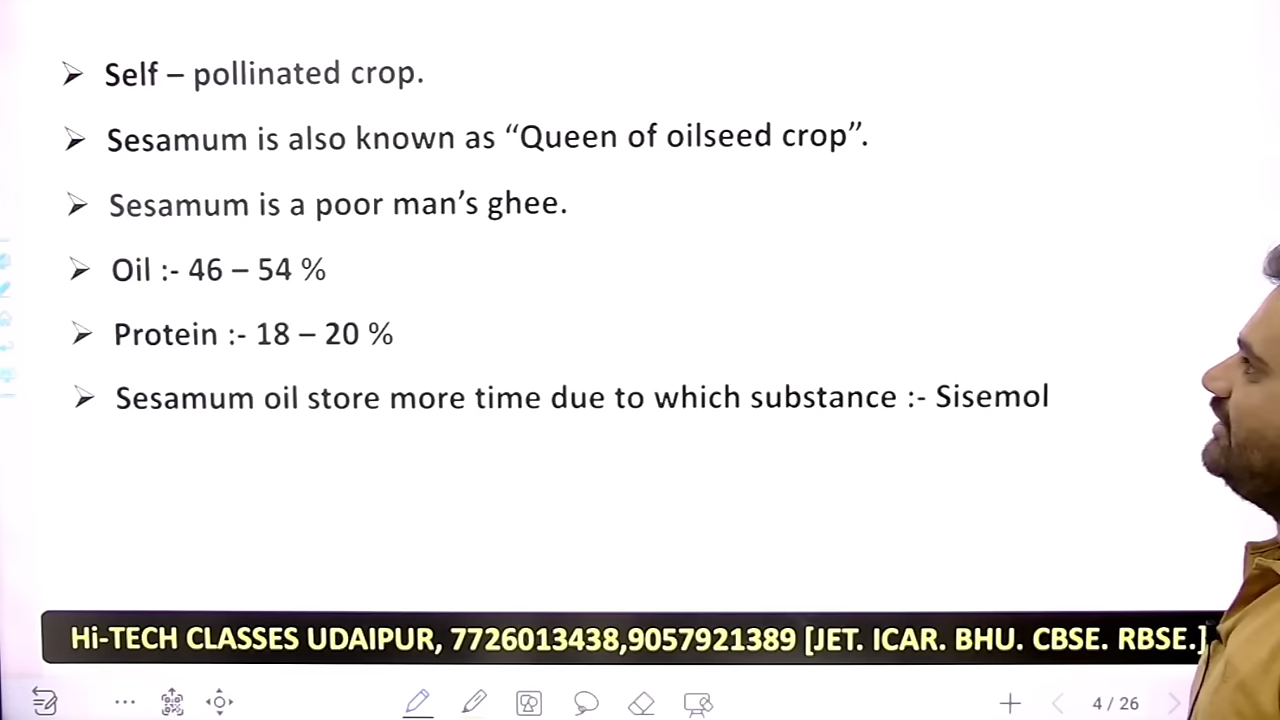 Self – pollinated crop.
Sesamum is also known as “Queen of oilseed crop”.
Sesamum is a poor man’s ghee.
Oil :- 46 – 54 %
Protein :- 18 – 20 %
Sesamum oil store more time due to which substance :- Sisemol
Hi-TECH CLASSES UDAIPUR, 7726013438,9057921389 [JET. ICAR. BHU. CBSE. RBSE.]
4 / 26